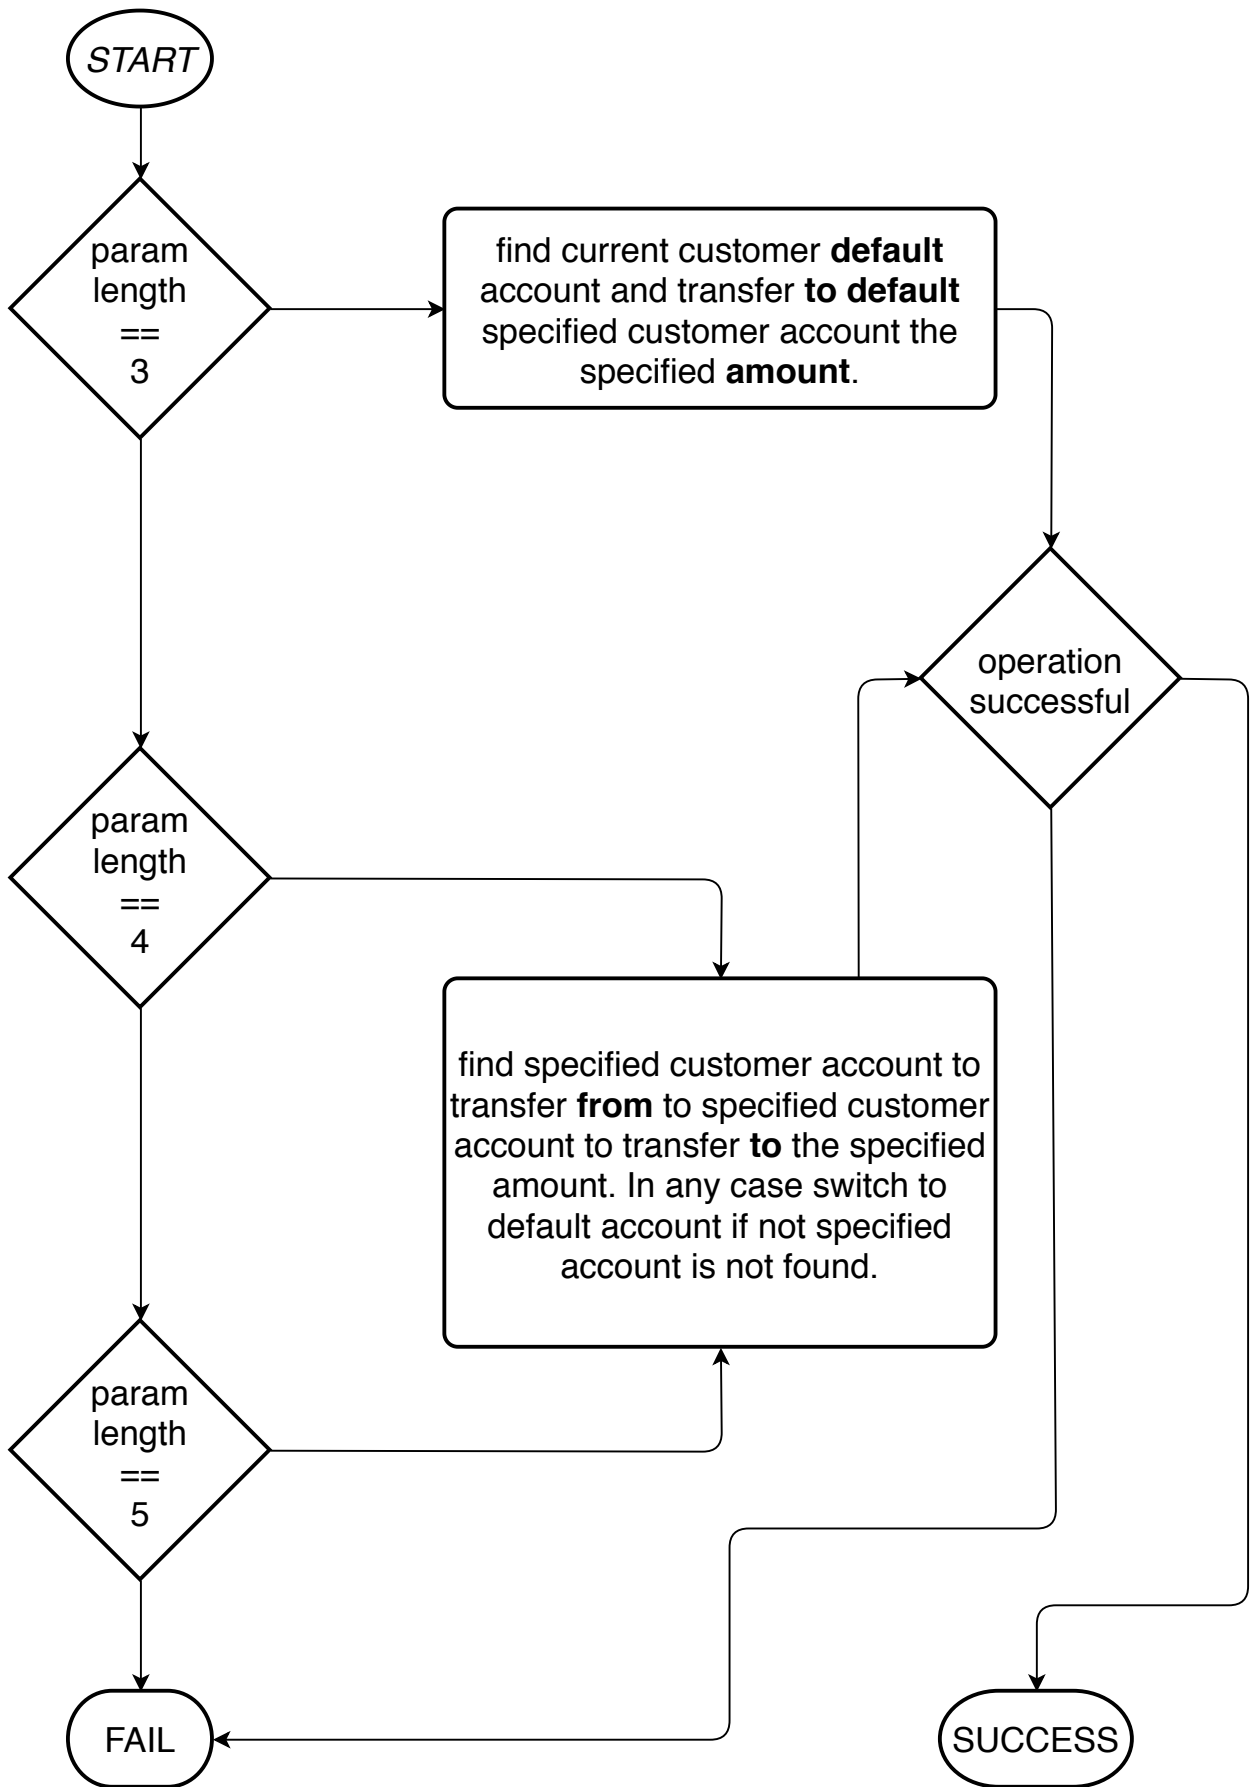 START
param
length
==
3
find current customer default
account and transfer to default
specified customer account the
specified amount.
operation
successful
param
length
==
4
find specified customer account to
transfer from to specified customer
account to transfer to the specified
amount. In any case switch to
default account if not specified
account is not found.
param
length
==
5
FAIL
SUCCESS